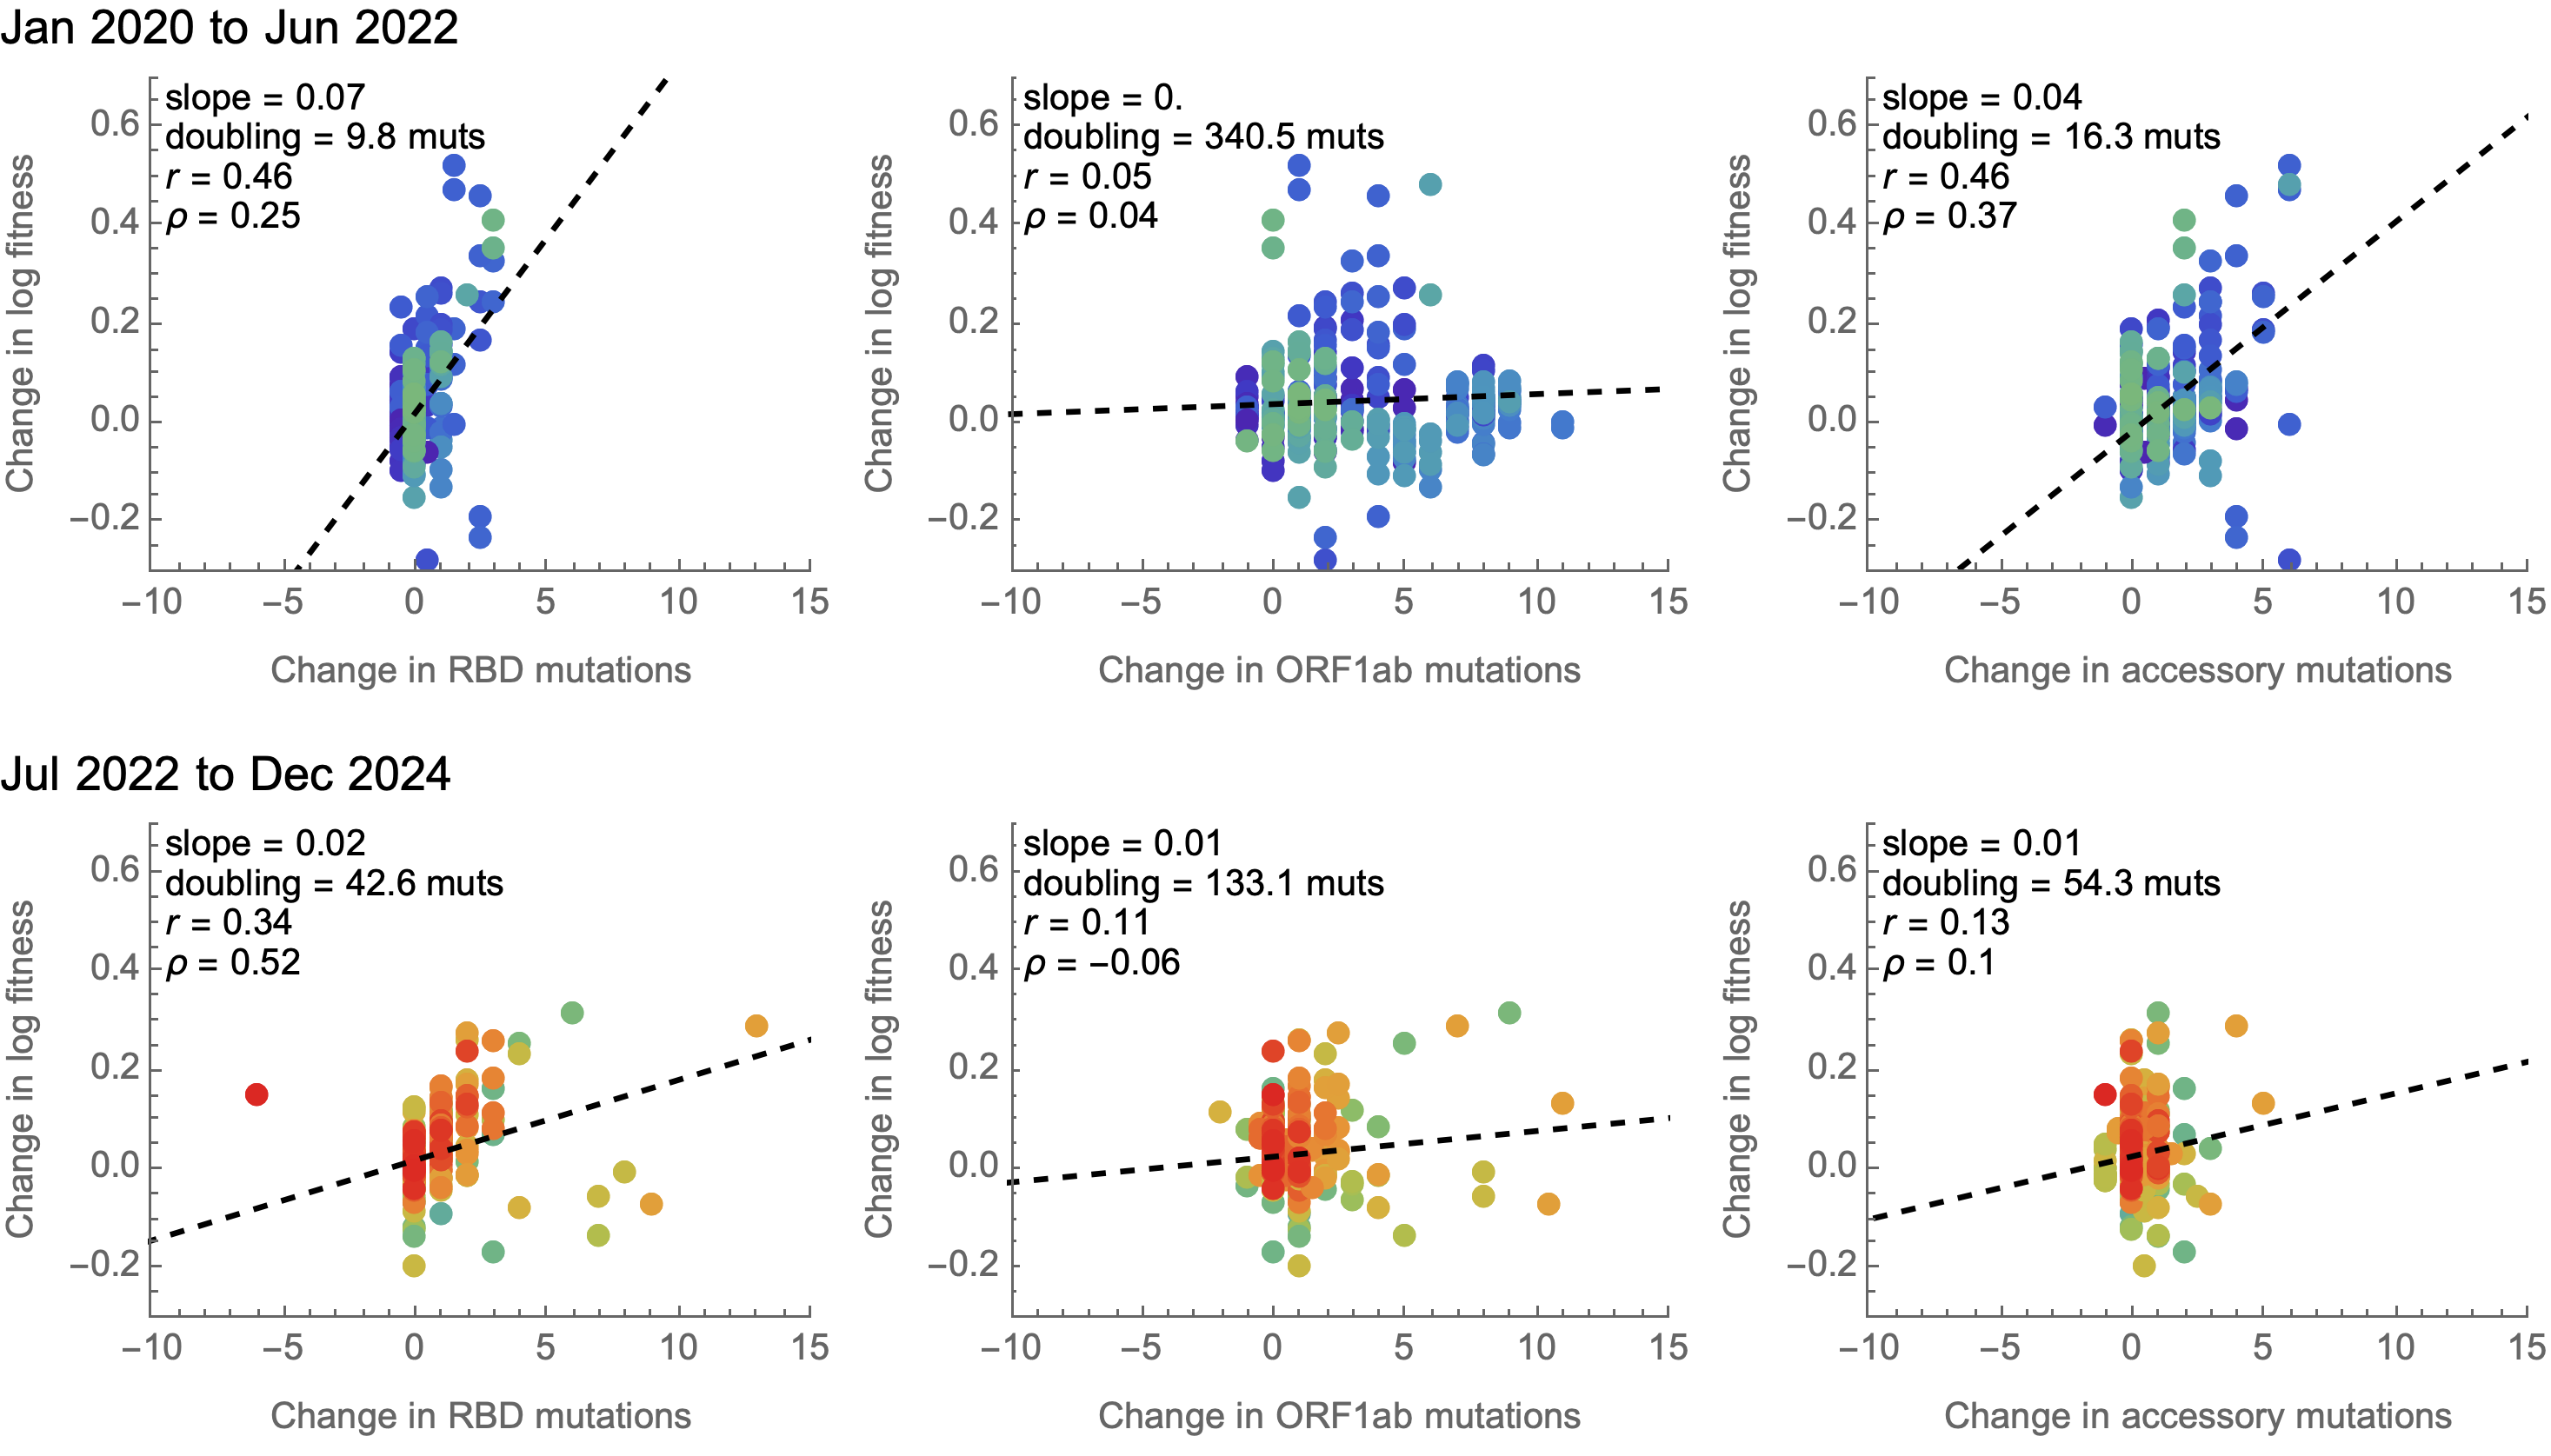 Jan 2020 to Jun 2022
slope = 0.07
doubling = 9.8 muts
r = 0.46
ρ = 0.25
0.6
0.4
0.2
0.0
−0.2
Change in log fitness
−10 −5 0 5 10 15
Change in RBD mutations
slope = 0.
doubling = 340.5 muts
r = 0.05
ρ = 0.04
0.6
0.4
0.2
0.0
−0.2
Change in log fitness
−10 −5 0 5 10 15
Change in ORF1ab mutations
slope = 0.04
doubling = 16.3 muts
r = 0.46
ρ = 0.37
0.6
0.4
0.2
0.0
−0.2
Change in log fitness
−10 −5 0 5 10 15
Change in accessory mutations
Jul 2022 to Dec 2024
slope = 0.02
doubling = 42.6 muts
r = 0.34
ρ = 0.52
0.6
0.4
0.2
0.0
−0.2
Change in log fitness
−10 −5 0 5 10 15
Change in RBD mutations
slope = 0.01
doubling = 133.1 muts
r = 0.11
ρ = −0.06
0.6
0.4
0.2
0.0
−0.2
Change in log fitness
−10 −5 0 5 10 15
Change in ORF1ab mutations
slope = 0.01
doubling = 54.3 muts
r = 0.13
ρ = 0.1
0.6
0.4
0.2
0.0
−0.2
Change in log fitness
−10 −5 0 5 10 15
Change in accessory mutations